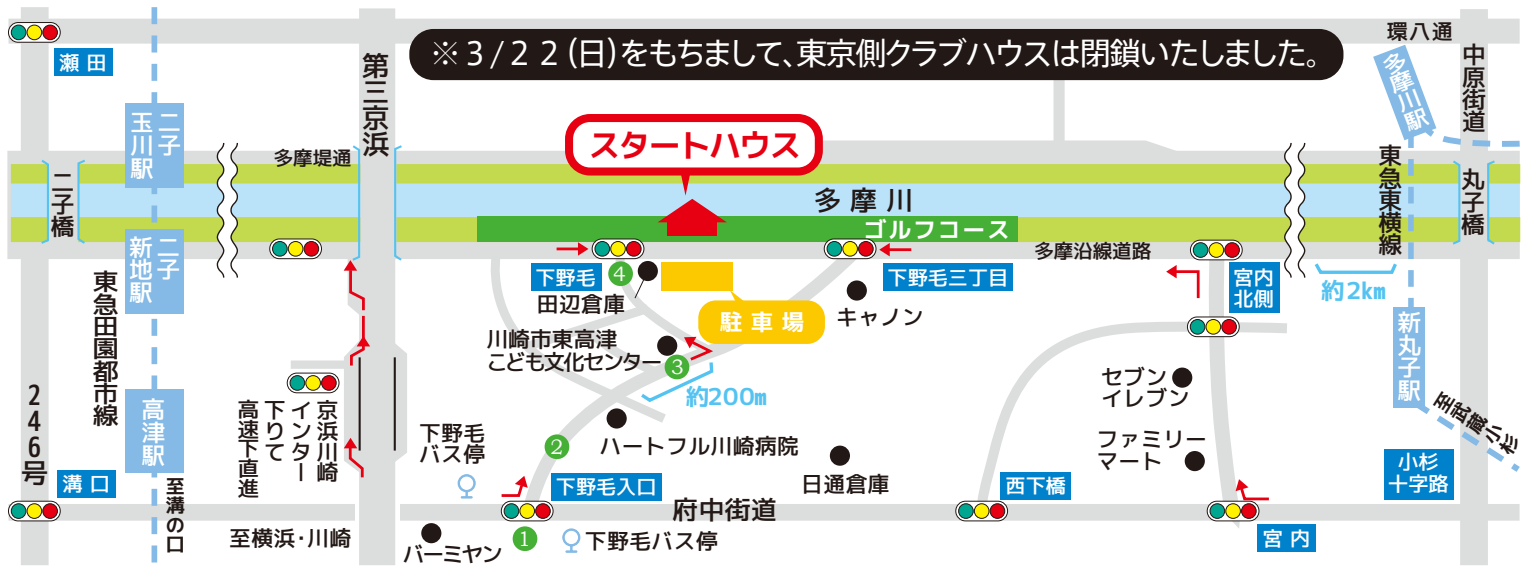 ※3/22(日)をもちまして、東京側クラブハウスは閉鎖いたしました。
環八通
瀬田
第三京浜
中原街道
多摩川駅
二子
玉川駅
スタートハウス
多摩堤通
二子橋
多摩川
東急東横線
丸子橋
ゴルフコース
二子
新地駅
多摩沿線道路
下野毛
4
下野毛三丁目
宮内
北側
約2km
田辺倉庫
駐車場
キャノン
東急田園都市線
川崎市東高津
こども文化センター
3
新丸子駅
約200m
セブン
イレブン
246号
高津駅
京浜川崎
インター
下りて
高速下直進
下野毛
バス停
2
ハートフル川崎病院
ファミリー
マート
至武蔵小杉
日通倉庫
小杉
十字路
溝口
至溝の口
下野毛入口
府中街道
西下橋
至横浜・川崎
バーミヤン
1
下野毛バス停
宮内